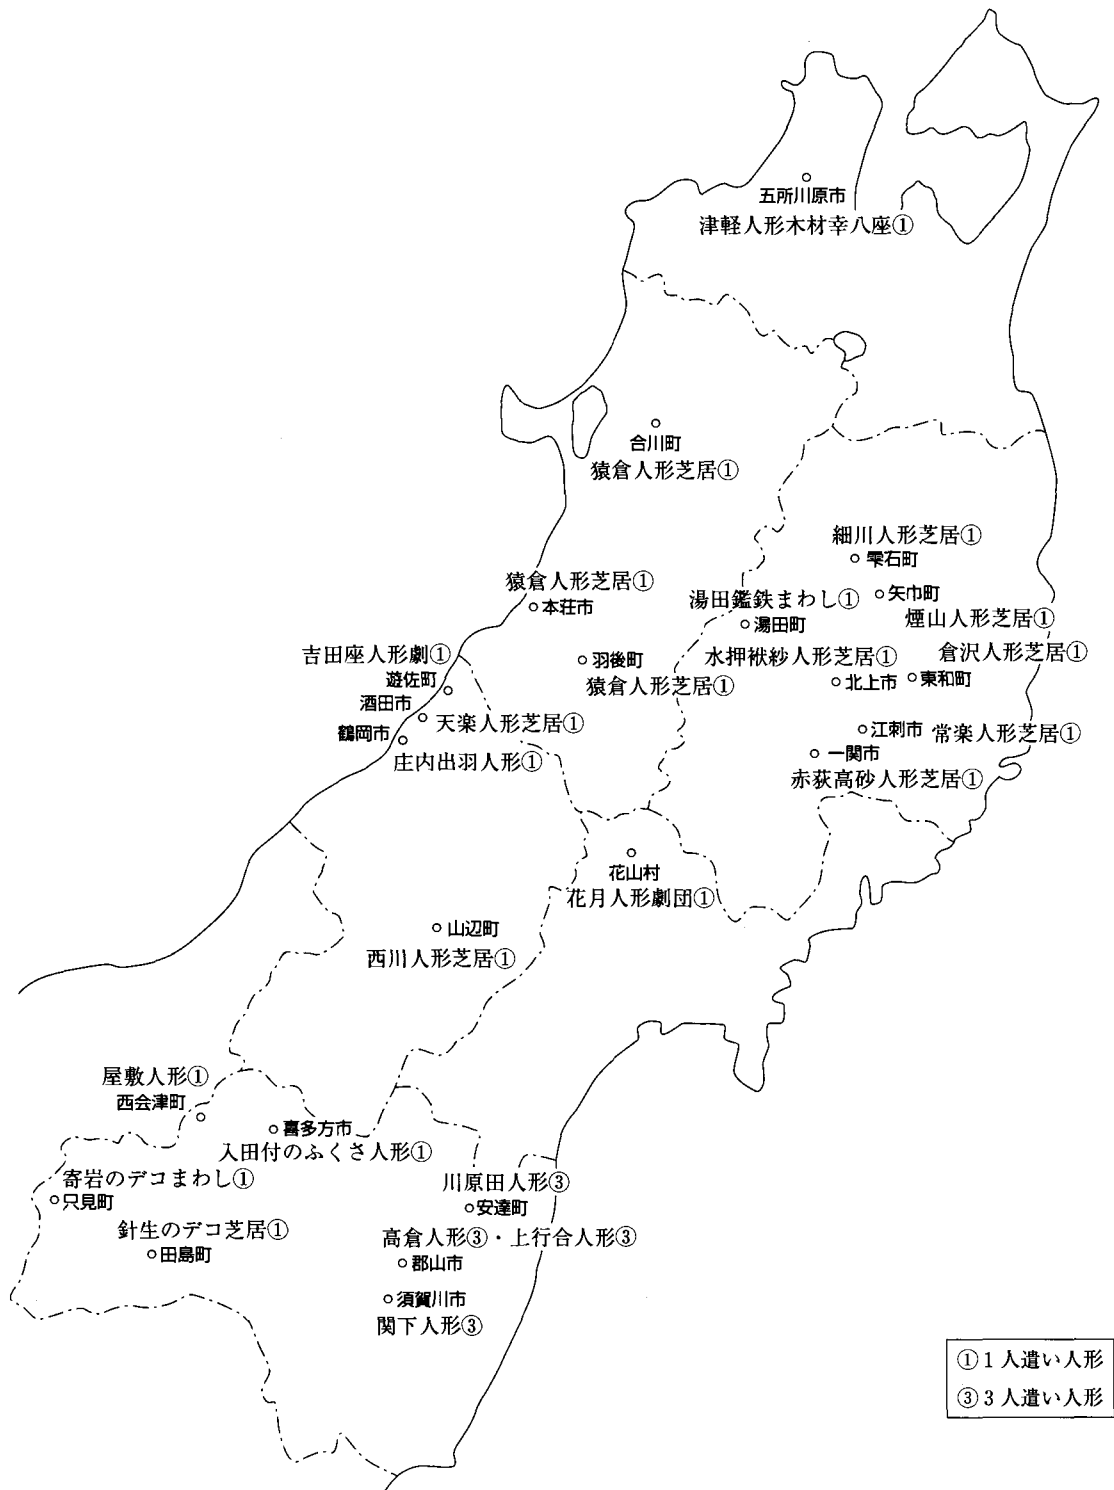 五所川原市
津軽人形木材幸八座①
合川町
猿倉人形芝居①
細川人形芝居①
雫石町
猿倉人形芝居①
本荘市
湯田鑑鉄まわし①
湯田町
矢巾町
煙山人形芝居①
吉田座人形劇①
遊佐町
羽後町
猿倉人形芝居①
水押袱紗人形芝居①
北上市
倉沢人形芝居①
東和町
酒田市
天楽人形芝居①
鶴岡市
庄内出羽人形①
江刺市
常楽人形芝居①
一関市
赤荻高砂人形芝居①
花山村
花月人形劇団①
山辺町
西川人形芝居①
屋敷人形①
西会津町
喜多方市
入田付のふくさ人形①
寄岩のデコまわし①
只見町
川原田人形③
安達町
針生のデコ芝居①
田島町
高倉人形③・上行合人形③
郡山市
須賀川市
関下人形③
①1人遣い人形
③3人遣い人形